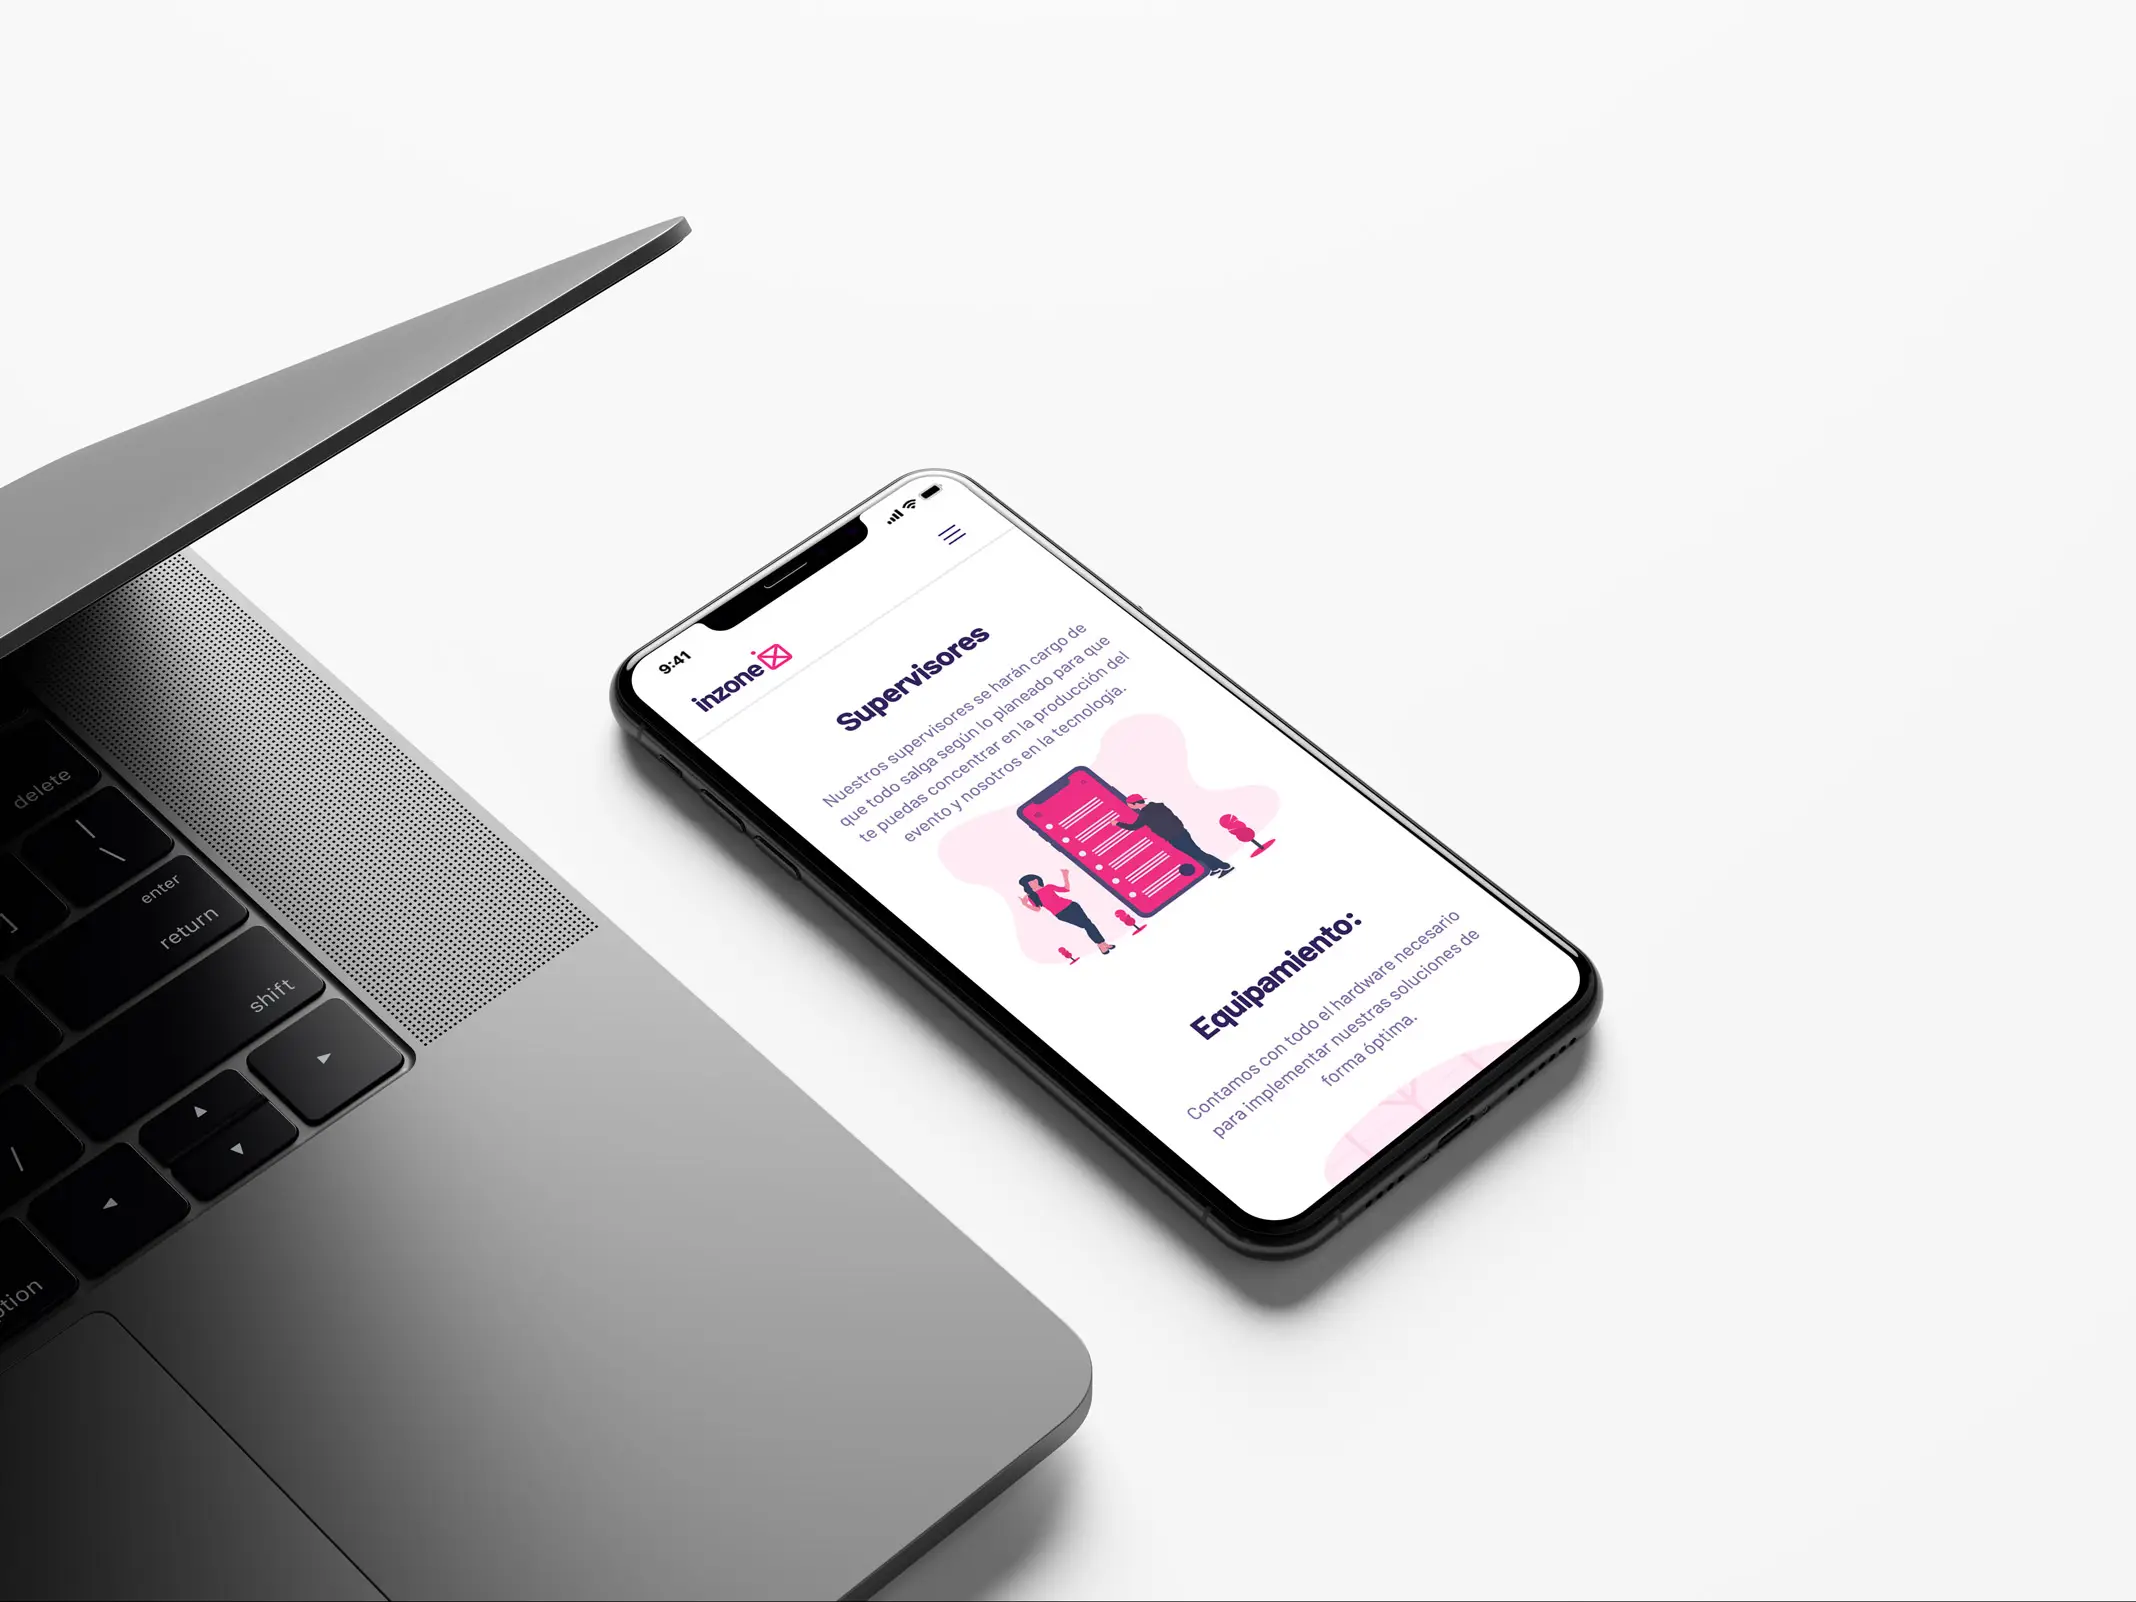 9:41
inzone
Supervisores
Nuestros supervisores se harán cargo de
que todo salga según lo planeado para que
te puedas concentrar en la producción del
evento y nosotros en la tecnología.
Equipamiento:
Contamos con todo el hardware necesario
para implementar nuestras soluciones de
forma óptima.
delete
|
\
]
enter
return
shift
/